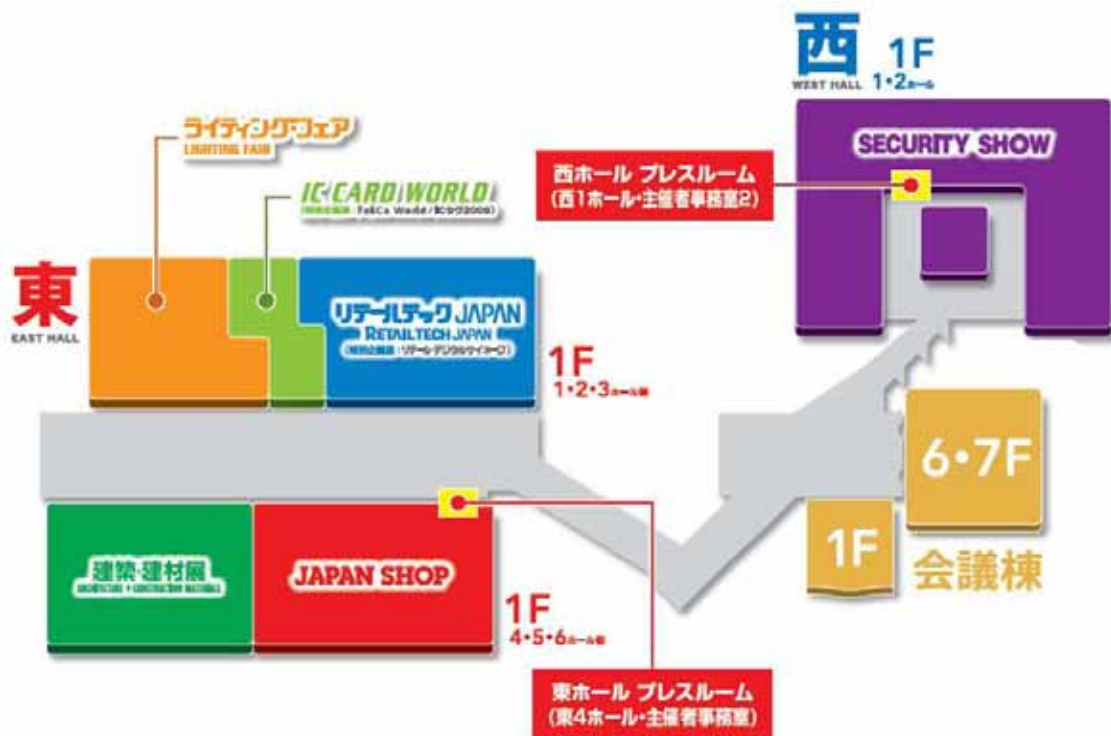 西 1F
WEST HALL 1・2ホール
SECURITY SHOW
ライティング・フェア
LIGHTING FAIR
西ホール プレスルーム
(西1ホール・主催者事務室2)
IC CARD WORLD
東
EAST HALL
リテールテック JAPAN
RETAILTECH JAPAN
1F
1・2・3ホール
6・7F
1F
会議棟
建築・建材展
ARCHITECTURE + CONSTRUCTION MATERIALS
JAPAN SHOP
1F
4・5・6ホール
東ホール プレスルーム
(東4ホール・主催者事務室)